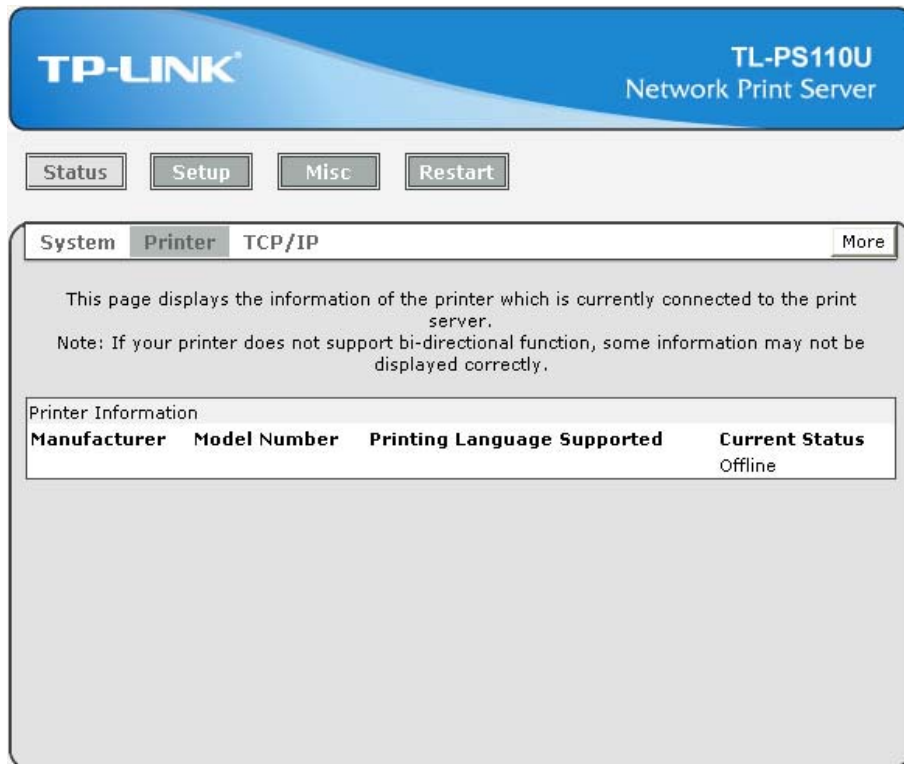 TP-LINK®
TL-PS110U
Network Print Server
Status Setup Misc Restart
System Printer TCP/IP More
This page displays the information of the printer which is currently connected to the print
server.
Note: If your printer does not support bi-directional function, some information may not be
displayed correctly.
Printer Information
Manufacturer Model Number Printing Language Supported Current Status
Offline